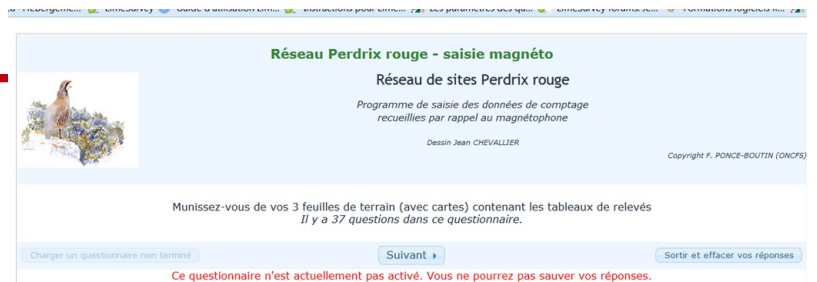 Réseau Perdrix rouge - saisie magnéto
Réseau de sites Perdrix rouge
Programme de saisie des données de comptage
recueillies par rappel au magnétophone
Dessin Jean CHEVALLIER
Copyright F. PONCE-BOUTIN (ONCFS)
Munissez-vous de vos 3 feuilles de terrain (avec cartes) contenant les tableaux de relevés
Il y a 37 questions dans ce questionnaire.
Charger un questionnaire non terminé
Suivant
Sortir et effacer vos réponses
Ce questionnaire n'est actuellement pas activé. Vous ne pourrez pas sauver vos réponses.